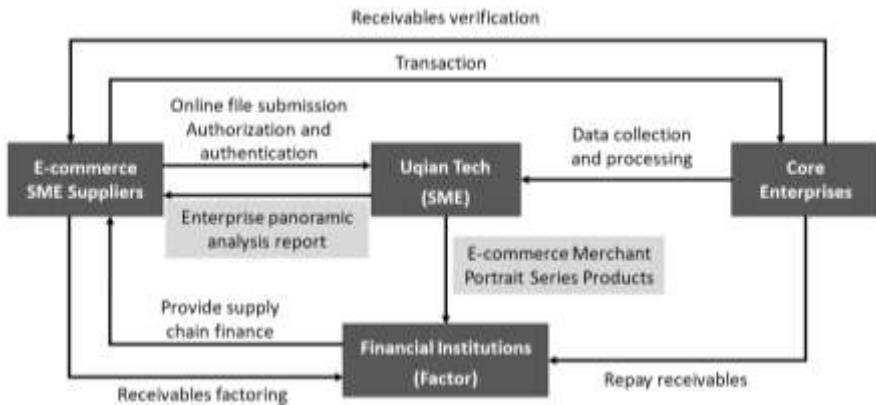 Receivables verification
Transaction
Online file submission
Authorization and
authentication
Data collection
and processing
E-commerce
SME Suppliers
Uqian Tech
(SME)
Core
Enterprises
Enterprise panoramic
analysis report
E-commerce Merchant
Portrait Series Products
Provide supply
chain finance
Financial Institutions
(Factor)
Receivables factoring
Repay receivables